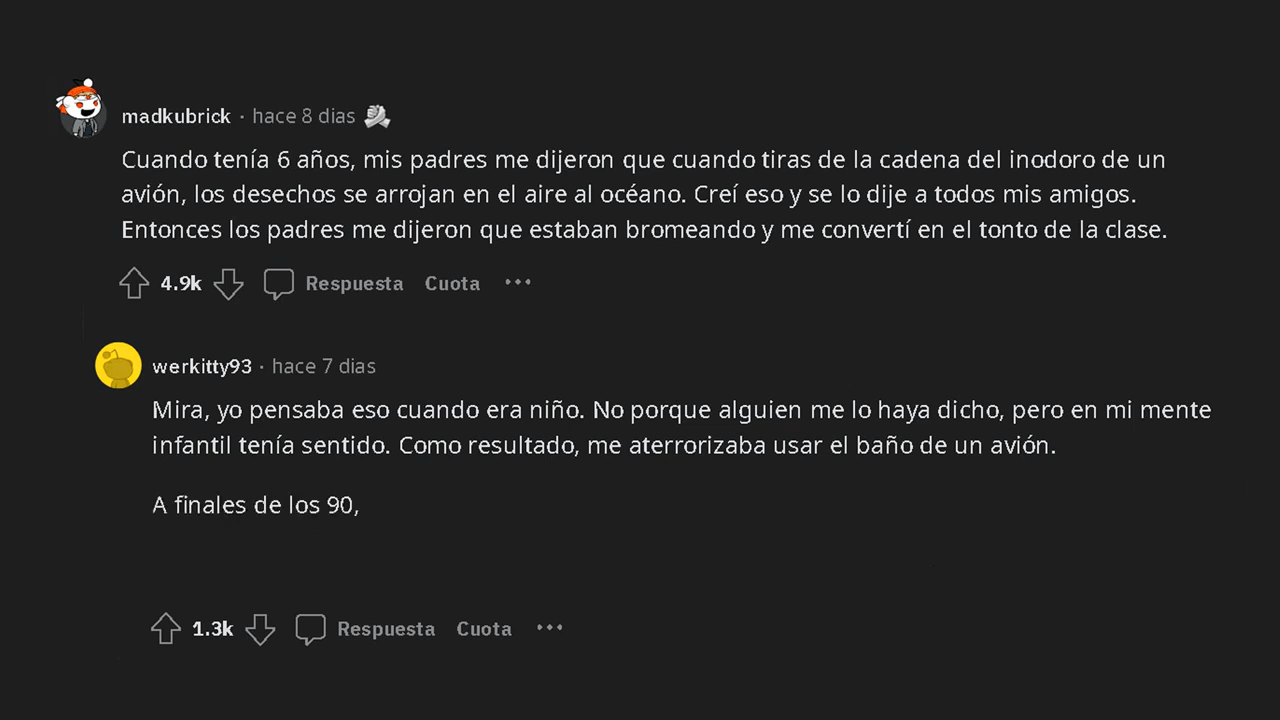 madkubrick · hace 8 dias
Cuando tenía 6 años, mis padres me dijeron que cuando tiras de la cadena del inodoro de un
avión, los desechos se arrojan en el aire al océano. Creí eso y se lo dije a todos mis amigos.
Entonces los padres me dijeron que estaban bromeando y me convertí en el tonto de la clase.
4.9k Respuesta Cuota •••
werkitty93 · hace 7 dias
Mira, yo pensaba eso cuando era niño. No porque alguien me lo haya dicho, pero en mi mente
infantil tenía sentido. Como resultado, me aterrorizaba usar el baño de un avión.
A finales de los 90,
1.3k Respuesta Cuota •••